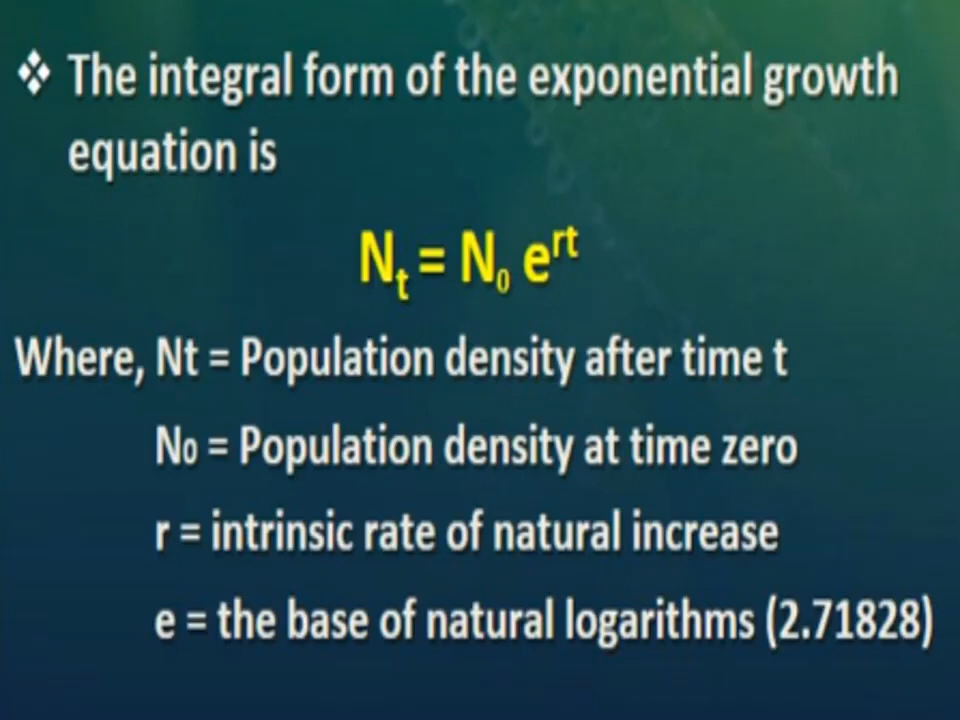 ❖ The integral form of the exponential growth
equation is
Nₜ = N₀ eʳᵗ
Where, Nt = Population density after time t
N₀ = Population density at time zero
r = intrinsic rate of natural increase
e = the base of natural logarithms (2.71828)